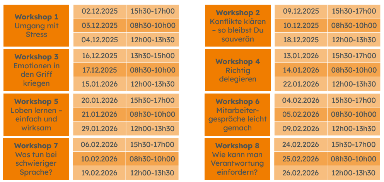 Workshop 1
Umgang mit
Stress
02.12.2025 15h30-17h00
03.12.2025 08h30-10h00
04.12.2025 12h00-13h30
Workshop 3
Emotionen in
den Griff
kriegen
16.12.2025 13h30-15h00
17.12.2025 08h30-10h00
15.01.2026 12h00-13h30
Workshop 5
Loben lernen –
einfach und
wirksam
20.01.2026 15h30-17h00
21.01.2026 08h30-10h00
29.01.2026 12h00-13h30
Workshop 7
Was tun bei
schwieriger
Sprache?
06.02.2026 15h30-17h00
10.02.2026 08h30-10h00
19.02.2026 12h00-13h30
Workshop 2
Konflikte klären
– so bleibst Du
souverän
09.12.2025 15h30-17h00
10.12.2025 08h30-10h00
18.12.2025 12h00-13h30
Workshop 4
Richtig
delegieren
13.01.2026 15h30-17h00
14.01.2026 08h30-10h00
22.01.2026 12h00-13h30
Workshop 6
Mitarbeiter-
gespräche leicht
gemacht
04.02.2026 15h30-17h00
05.02.2026 08h30-10h00
09.02.2026 12h00-13h30
Workshop 8
Wie kann man
Verantwortung
einfordern?
24.02.2026 15h30-17h00
25.02.2026 08h30-10h00
26.02.2026 12h00-13h30